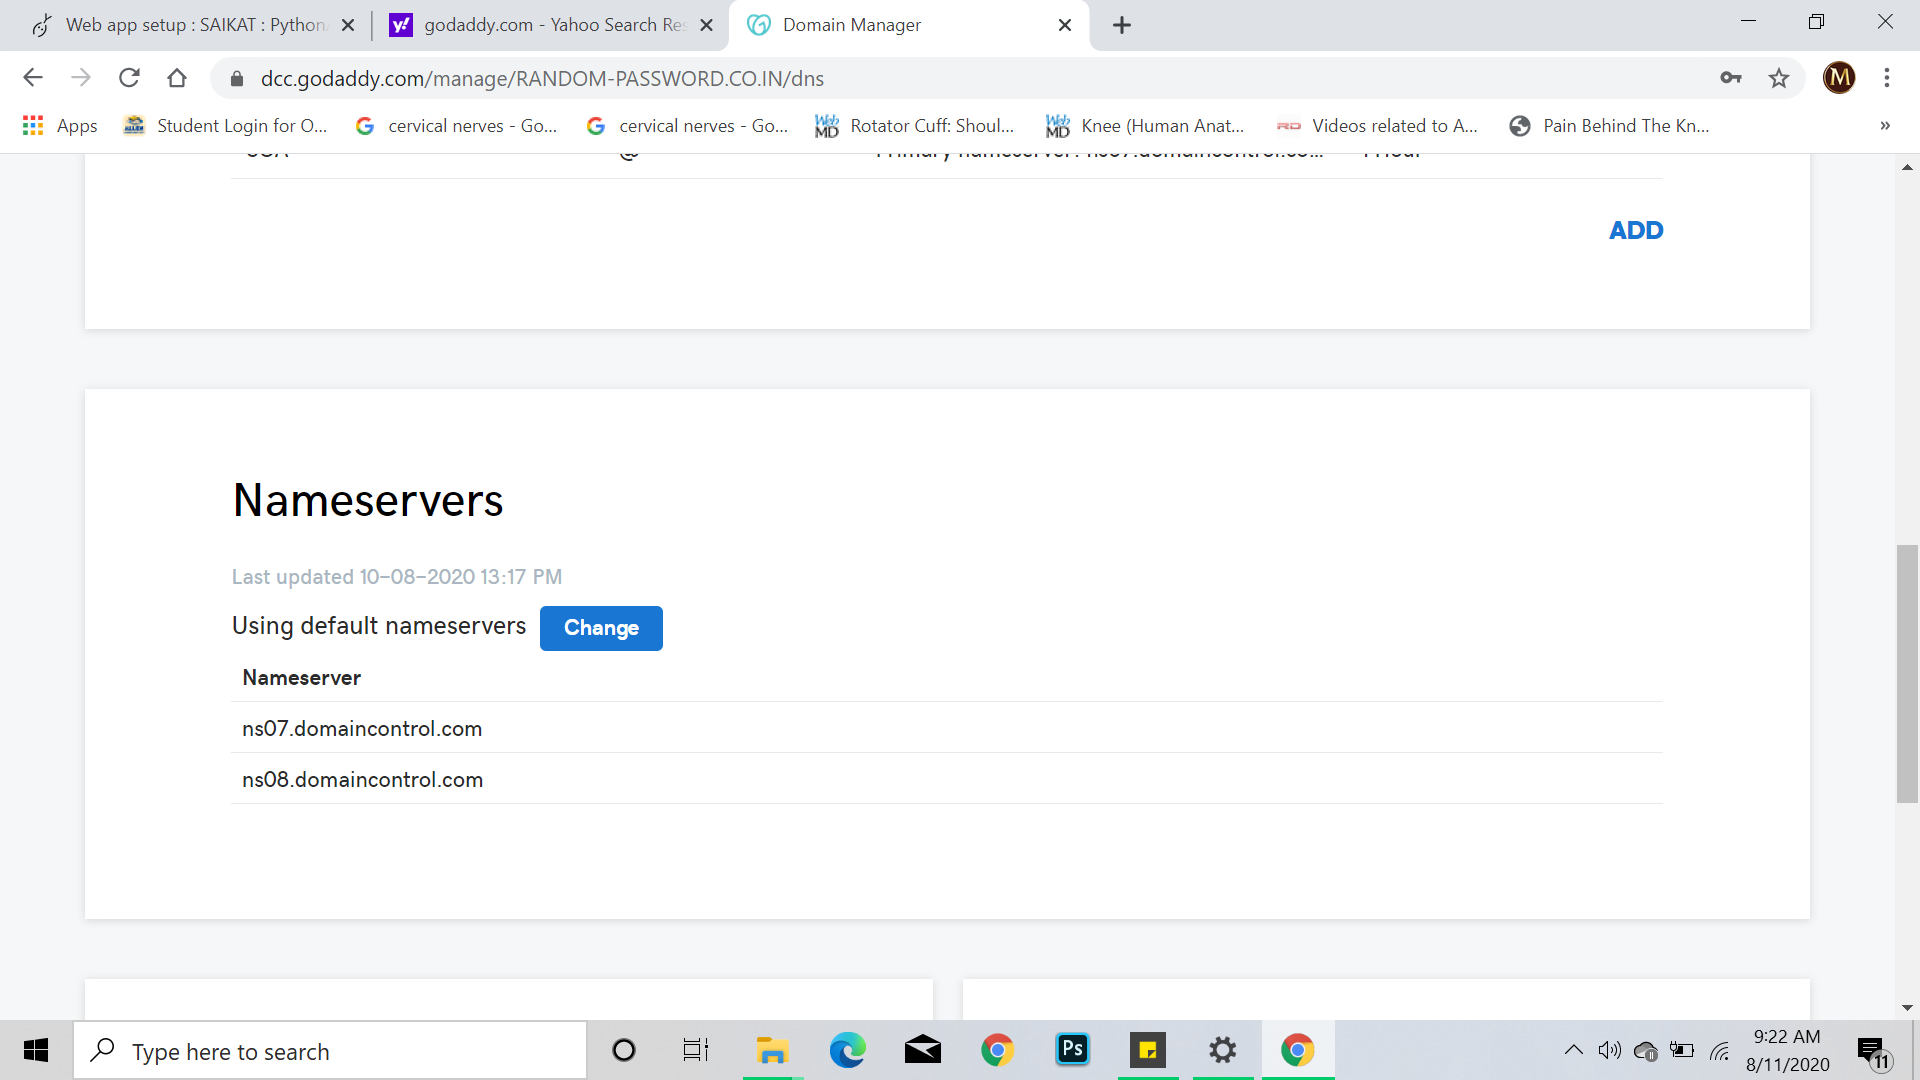 Web app setup : SAIKAT : Python
godaddy.com - Yahoo Search Res
Domain Manager
dcc.godaddy.com/manage/RANDOM-PASSWORD.CO.IN/dns
M
Apps
Student Login for O...
cervical nerves - Go...
cervical nerves - Go...
Rotator Cuff: Shoul...
Knee (Human Anat...
Videos related to A...
Pain Behind The Kn...
»
SOA @ Primary nameserver: ns07.domaincontrol.co... 1 Hour
ADD
Nameservers
Last updated 10-08-2020 13:17 PM
Using default nameservers Change
Nameserver
ns07.domaincontrol.com
ns08.domaincontrol.com
Type here to search
Ps
9:22 AM
8/11/2020
11